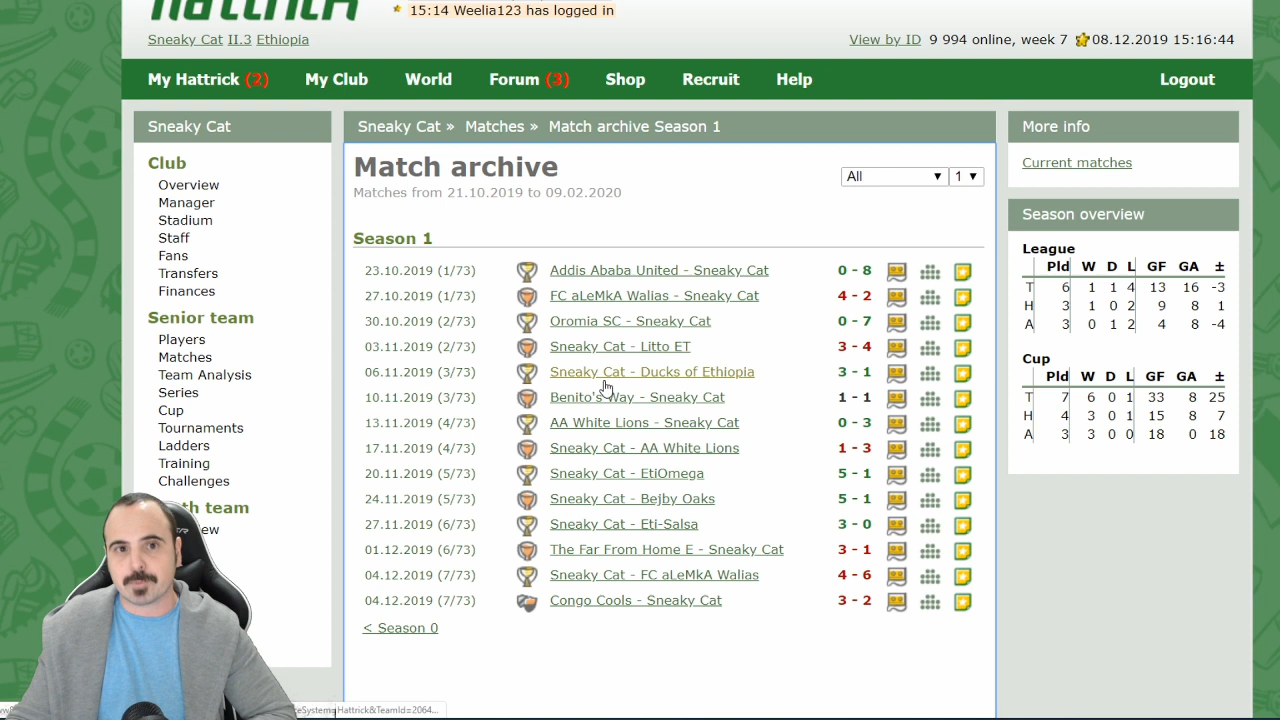 hattrick
15:14 Weelia123 has logged in
Sneaky Cat II.3 Ethiopia
View by ID 9 994 online, week 7 08.12.2019 15:16:44
My Hattrick (2) My Club World Forum (3) Shop Recruit Help Logout
Sneaky Cat
Club
Overview
Manager
Stadium
Staff
Fans
Transfers
Finances
Senior team
Players
Matches
Team Analysis
Series
Cup
Tournaments
Ladders
Training
Challenges
th team
ew
Sneaky Cat » Matches » Match archive Season 1
Match archive
Matches from 21.10.2019 to 09.02.2020
All 1
Season 1
23.10.2019 (1/73) Addis Ababa United - Sneaky Cat 0 - 8
27.10.2019 (1/73) FC aLeMkA Walias - Sneaky Cat 4 - 2
30.10.2019 (2/73) Oromia SC - Sneaky Cat 0 - 7
03.11.2019 (2/73) Sneaky Cat - Litto ET 3 - 4
06.11.2019 (3/73) Sneaky Cat - Ducks of Ethiopia 3 - 1
10.11.2019 (3/73) Benito's Way - Sneaky Cat 1 - 1
13.11.2019 (4/73) AA White Lions - Sneaky Cat 0 - 3
17.11.2019 (4/73) Sneaky Cat - AA White Lions 1 - 3
20.11.2019 (5/73) Sneaky Cat - EtiOmega 5 - 1
24.11.2019 (5/73) Sneaky Cat - Bejby Oaks 5 - 1
27.11.2019 (6/73) Sneaky Cat - Eti-Salsa 3 - 0
01.12.2019 (6/73) The Far From Home E - Sneaky Cat 3 - 1
04.12.2019 (7/73) Sneaky Cat - FC aLeMkA Walias 4 - 6
04.12.2019 (7/73) Congo Cools - Sneaky Cat 3 - 2
< Season 0
More info
Current matches
Season overview
League
Pld W D L GF GA ±
T 6 1 1 4 13 16 -3
H 3 1 0 2 9 8 1
A 3 0 1 2 4 8 -4
Cup
Pld W D L GF GA ±
T 7 6 0 1 33 8 25
H 4 3 0 1 15 8 7
A 3 3 0 0 18 0 18
Hattrick&TeamId=2064...